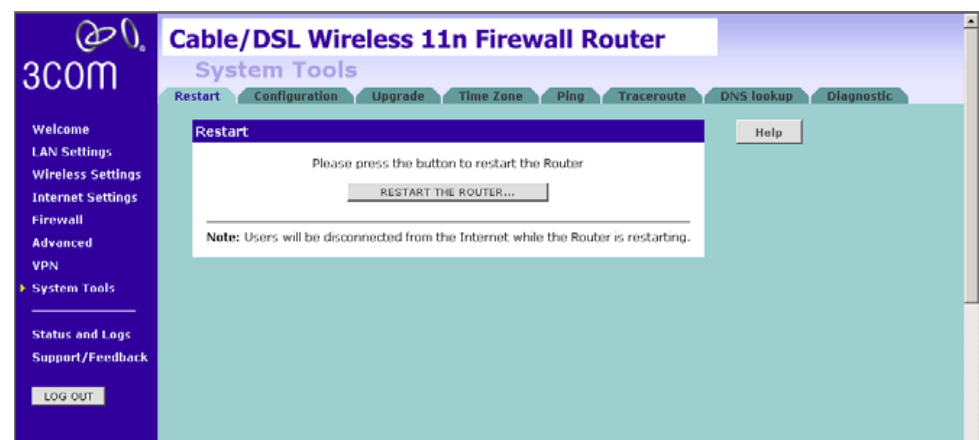 3COM
Cable/DSL Wireless 11n Firewall Router
System Tools
Restart Configuration Upgrade Time Zone Ping Traceroute DNS lookup Diagnostic
Welcome
LAN Settings
Wireless Settings
Internet Settings
Firewall
Advanced
VPN
System Tools
Status and Logs
Support/Feedback
LOG OUT
Restart
Please press the button to restart the Router
RESTART THE ROUTER...
Note: Users will be disconnected from the Internet while the Router is restarting.
Help